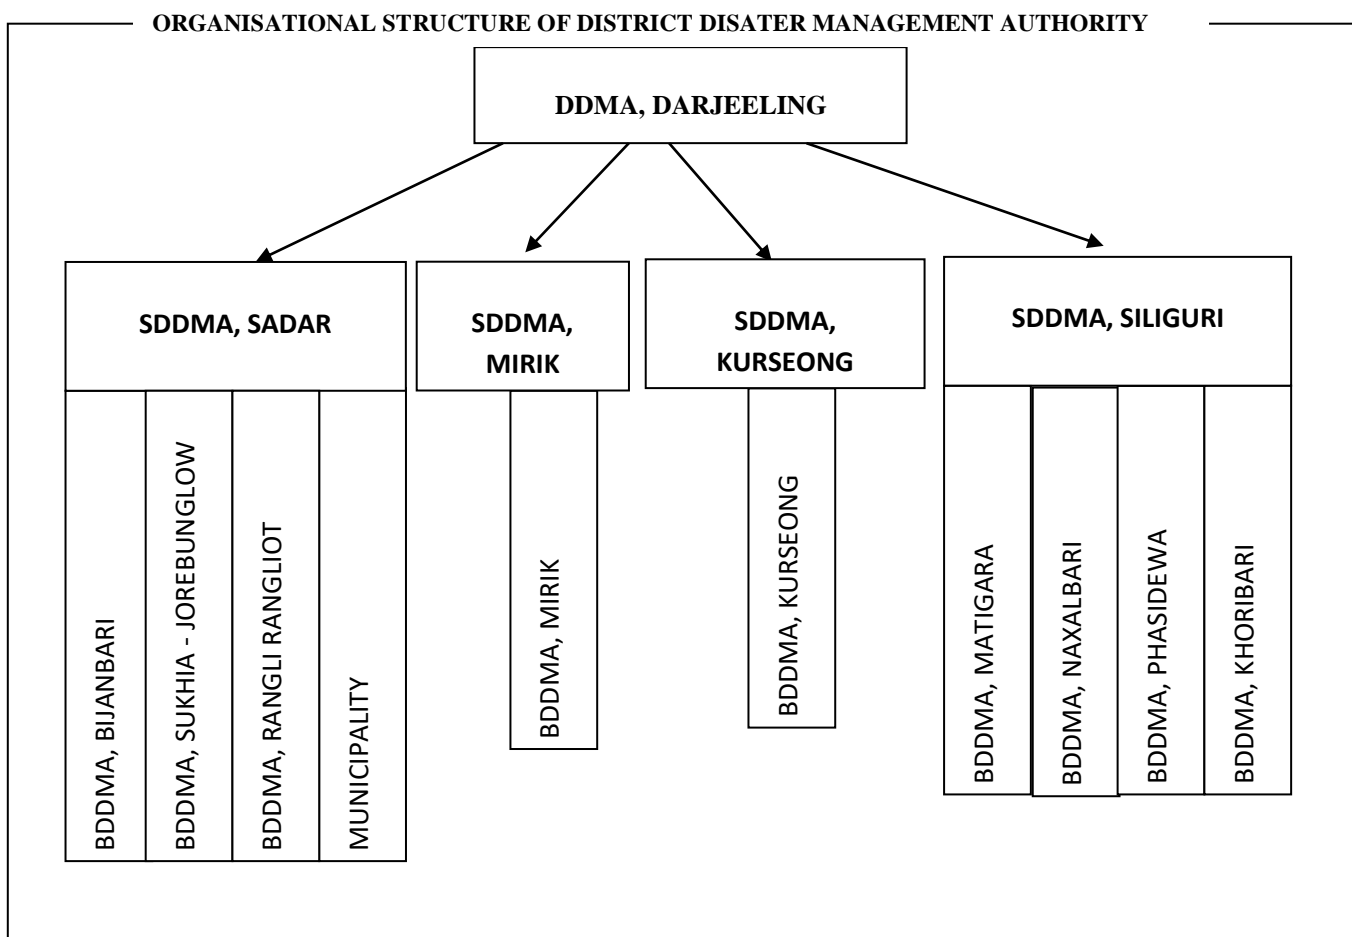 ORGANISATIONAL STRUCTURE OF DISTRICT DISATER MANAGEMENT AUTHORITY
DDMA, DARJEELING
SDDMA, SADAR
BDDMA, BIJANBARI
BDDMA, SUKHIA - JOREBUNGLOW
BDDMA, RANGLI RANGLIOT
MUNICIPALITY
SDDMA,
MIRIK
BDDMA, MIRIK
SDDMA,
KURSEONG
BDDMA, KURSEONG
SDDMA, SILIGURI
BDDMA, MATIGARA
BDDMA, NAXALBARI
BDDMA, PHASIDEWA
BDDMA, KHORIBARI